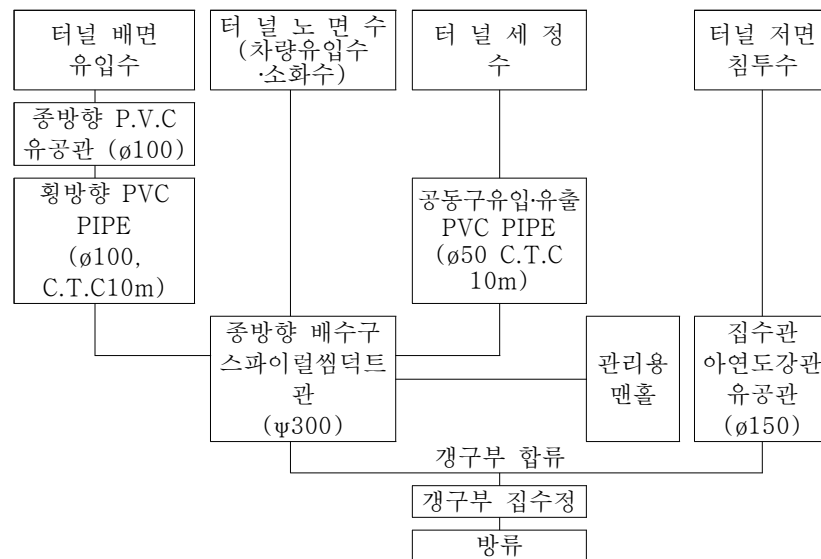 터널 배면
유입수
터 널 노 면 수
(차량유입수
·소화수)
터 널 세 정
수
터널 저면
침투수
종방향 P.V.C
유공관 (ø100)
횡방향 PVC
PIPE
(ø100,
C.T.C10m)
공동구유입·유출
PVC PIPE
(ø50 C.T.C
10m)
종방향 배수구
스파이럴씸덕트
관
(ψ300)
관리용
맨홀
집수관
아연도강관
유공관
(ø150)
갱구부 합류
갱구부 집수정
방류